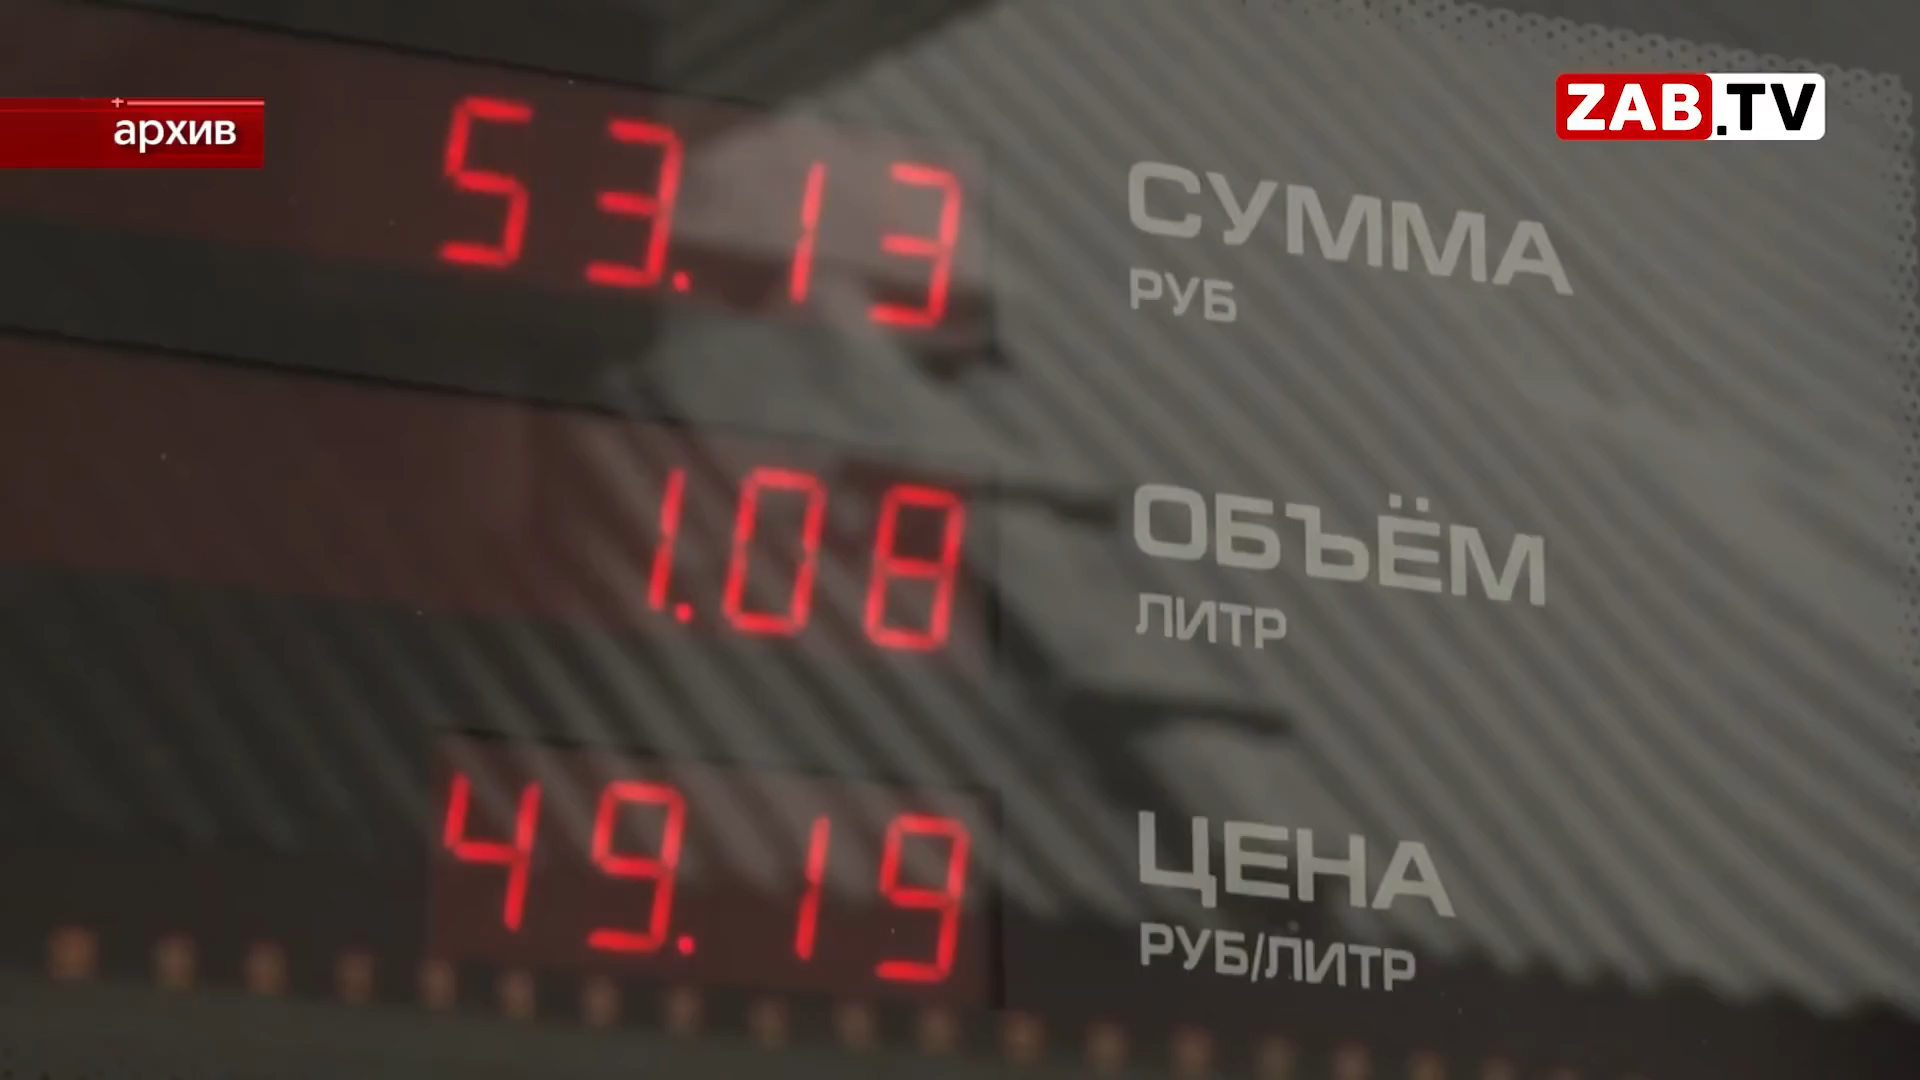 архив
ZAB.TV
53.13
СУММА
РУБ
1.08
ОБЪЁМ
ЛИТР
49.19
ЦЕНА
РУБ/ЛИТР